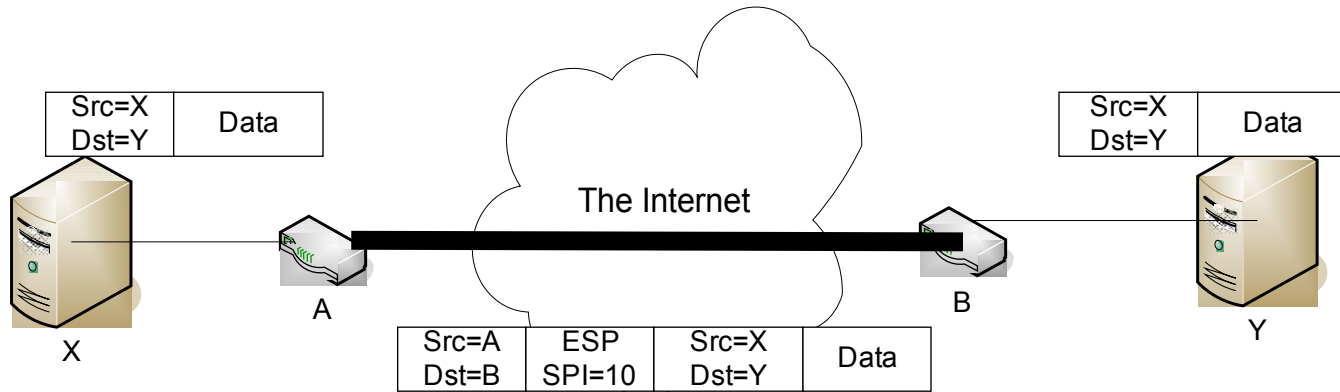 Src=X
Dst=Y
Data
Src=X
Dst=Y
Data
The Internet
A
B
X
Y
Src=A
Dst=B
ESP
SPI=10
Src=X
Dst=Y
Data